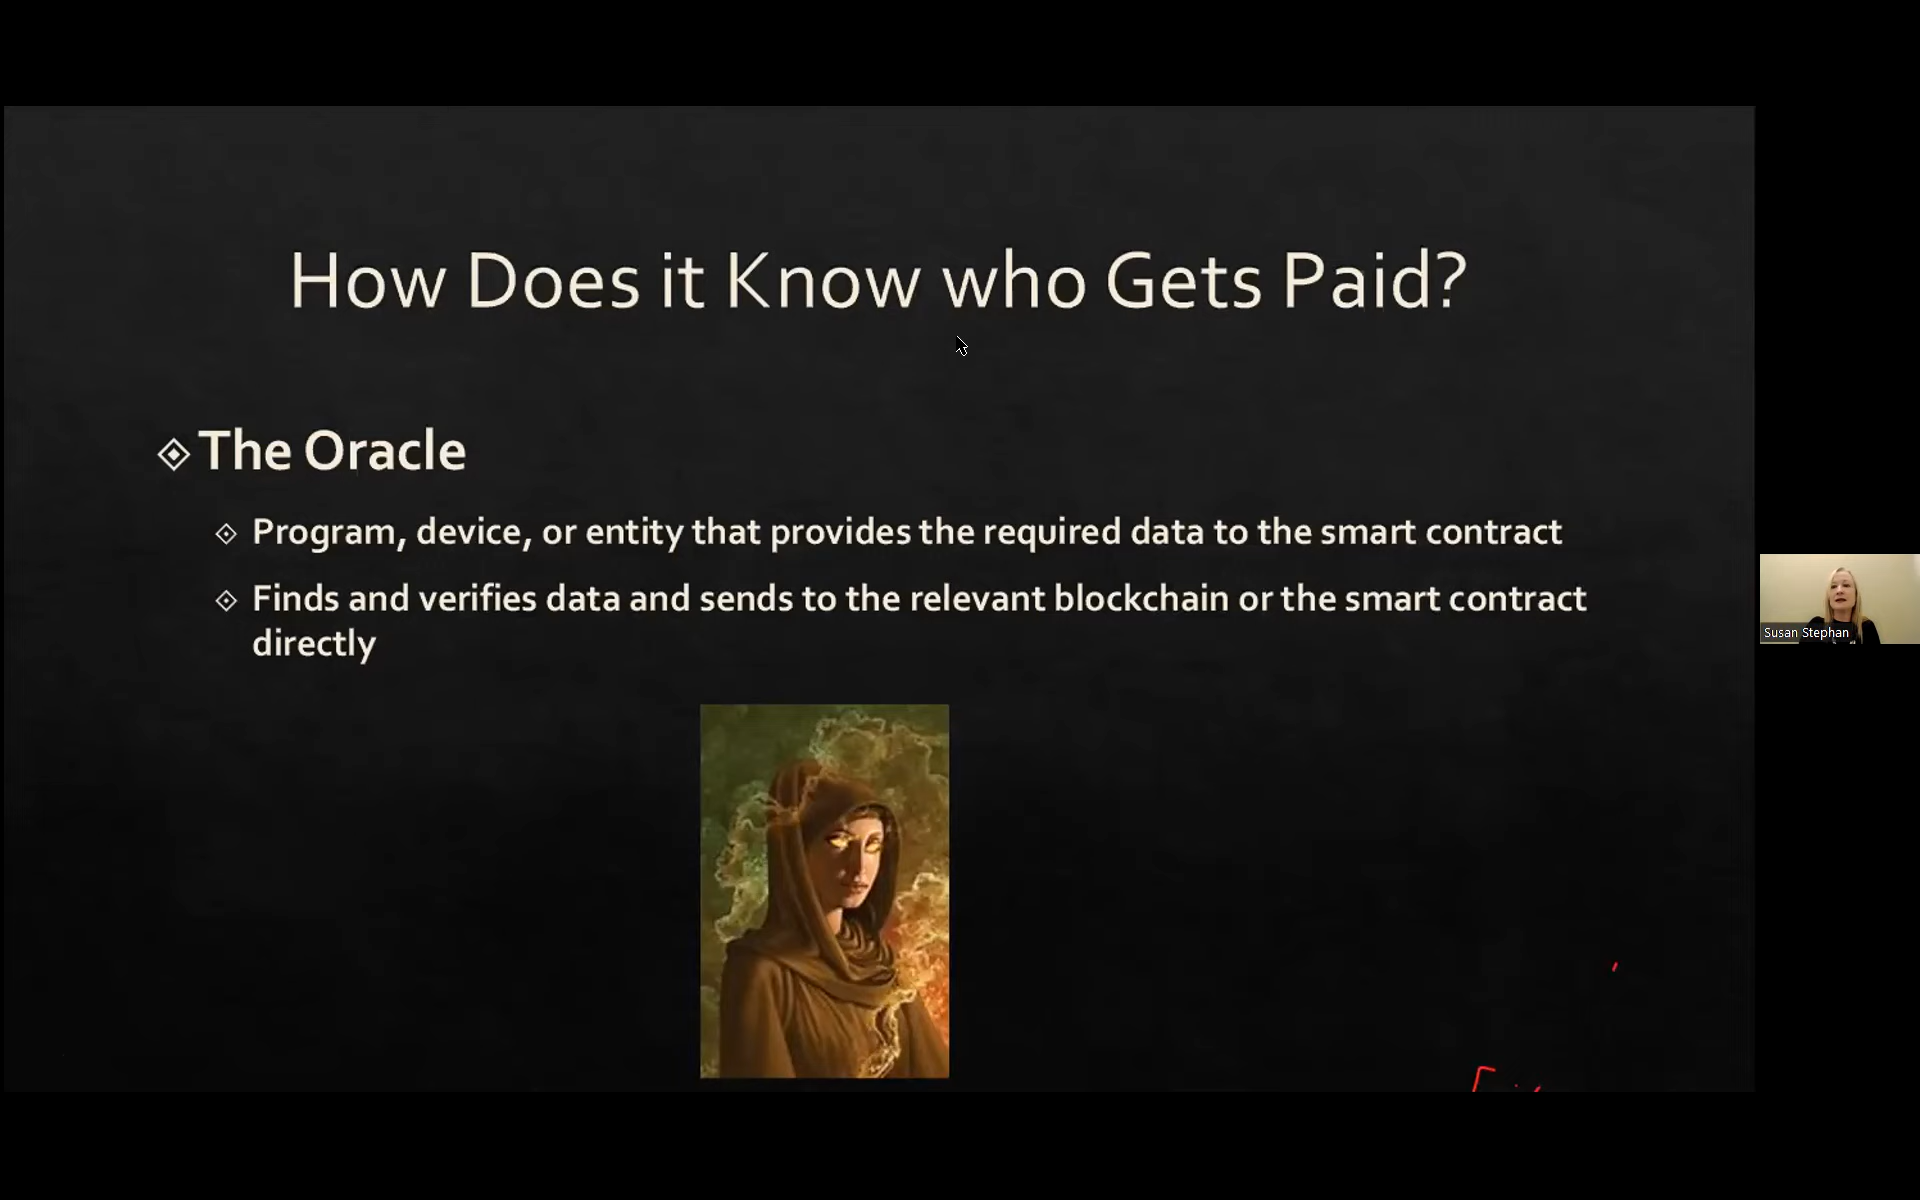 How Does it Know who Gets Paid?
The Oracle
Program, device, or entity that provides the required data to the smart contract
Finds and verifies data and sends to the relevant blockchain or the smart contract
directly
Susan Stephan